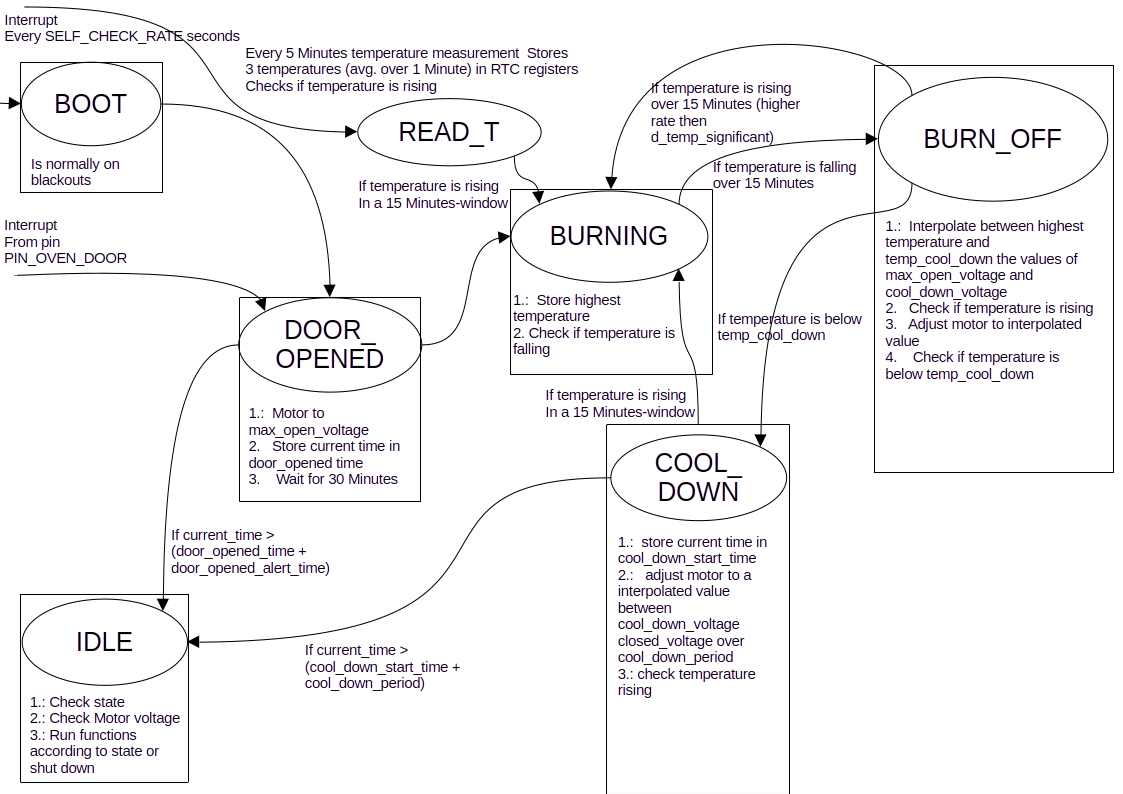 Interrupt
Every SELF_CHECK_RATE seconds
BOOT
Is normally on
blackouts
Every 5 Minutes temperature measurement  Stores
3 temperatures (avg. over 1 Minute) in RTC registers
Checks if temperature is rising
READ_T
If temperature is rising
In a 15 Minutes-window
If temperature is rising
over 15 Minutes (higher
rate then
d_temp_significant)
If temperature is falling
over 15 Minutes
BURN_OFF
1.:  Interpolate between highest
temperature and
temp_cool_down the values of
max_open_voltage and
cool_down_voltage
2.   Check if temperature is rising
3.   Adjust motor to interpolated
value
4.    Check if temperature is
below temp_cool_down
Interrupt
From pin
PIN_OVEN_DOOR
BURNING
1.:  Store highest
temperature
2. Check if temperature is
falling
DOOR_
OPENED
1.:  Motor to
max_open_voltage
2.   Store current time in
door_opened time
3.    Wait for 30 Minutes
If temperature is below
temp_cool_down
If temperature is rising
In a 15 Minutes-window
COOL_
DOWN
1.:  store current time in
cool_down_start_time
2.:   adjust motor to a
interpolated value
between
cool_down_voltage
closed_voltage over
cool_down_period
3.: check temperature
rising
If current_time >
(door_opened_time +
door_opened_alert_time)
If current_time >
(cool_down_start_time +
cool_down_period)
IDLE
1.: Check state
2.: Check Motor voltage
3.: Run functions
according to state or
shut down